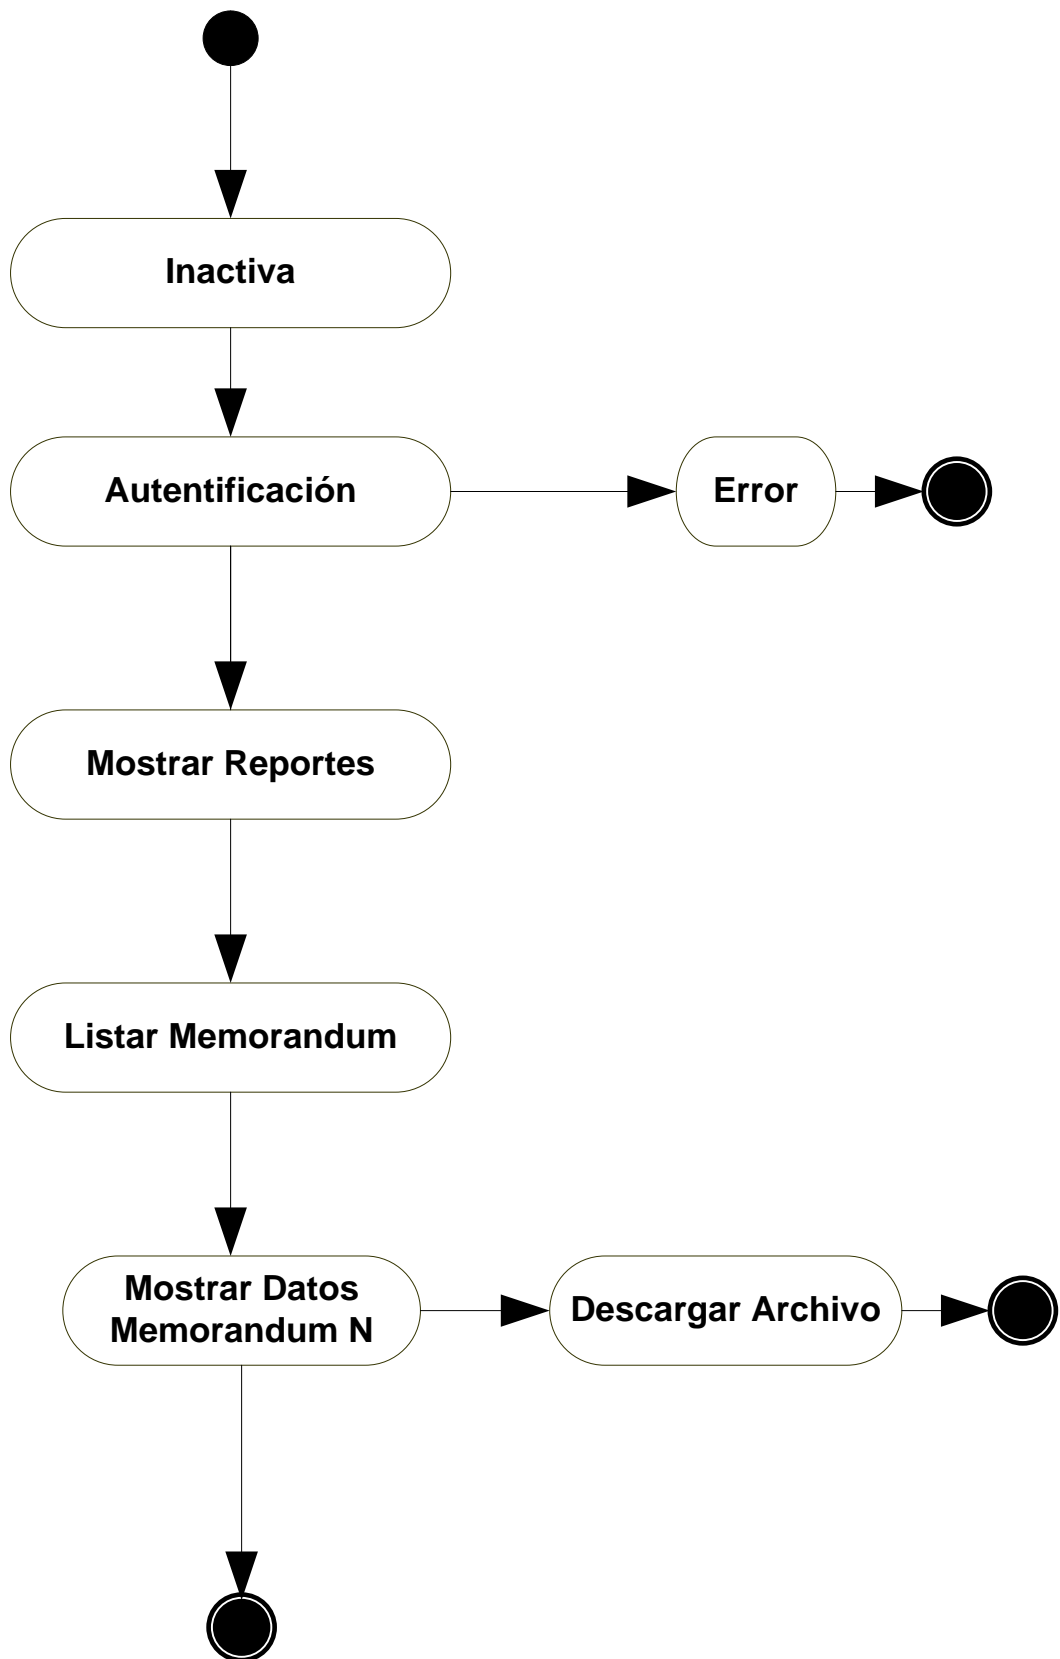 Inactiva
Autentificación
Error
Mostrar Reportes
Listar Memorandum
Mostrar Datos
Memorandum N
Descargar Archivo